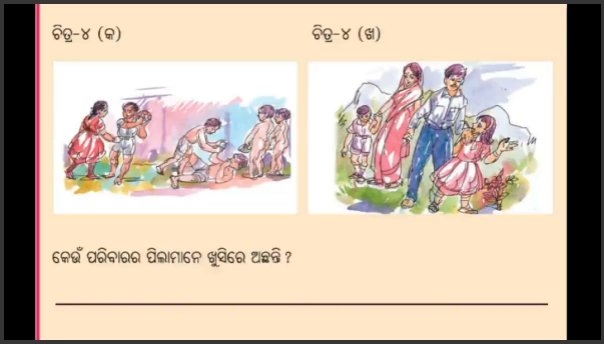 ଚିତ୍ର-୪ (କ) ଚିତ୍ର-୪ (ଖ)
କେଉଁ ପରିବାରର ପିଲାମାନେ ଖୁସିରେ ଅଛନ୍ତି ?